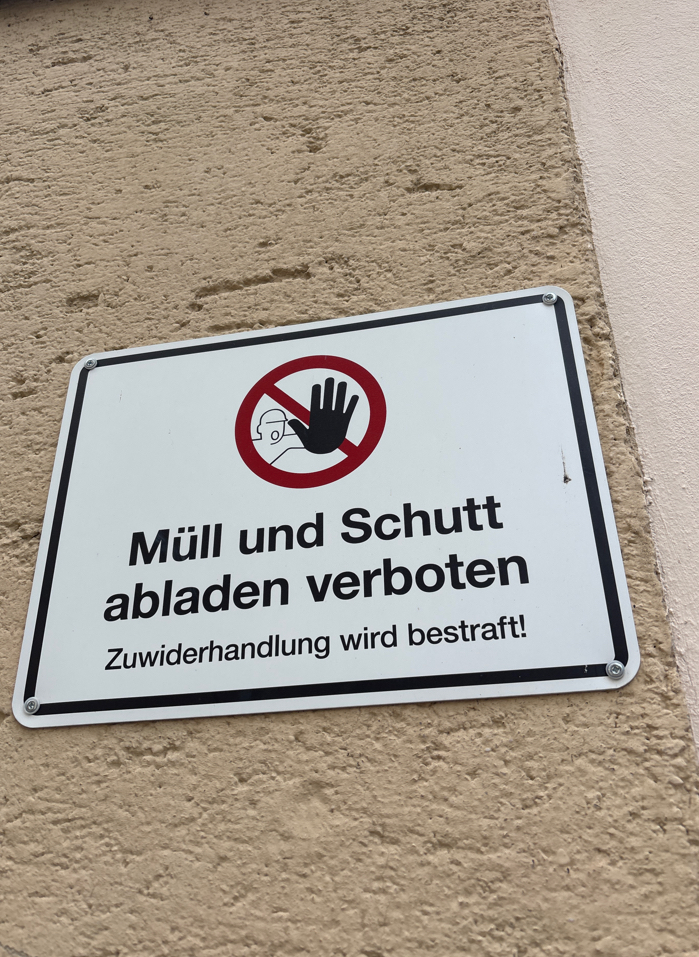 Müll und Schutt
abladen verboten
Zuwiderhandlung wird bestraft!